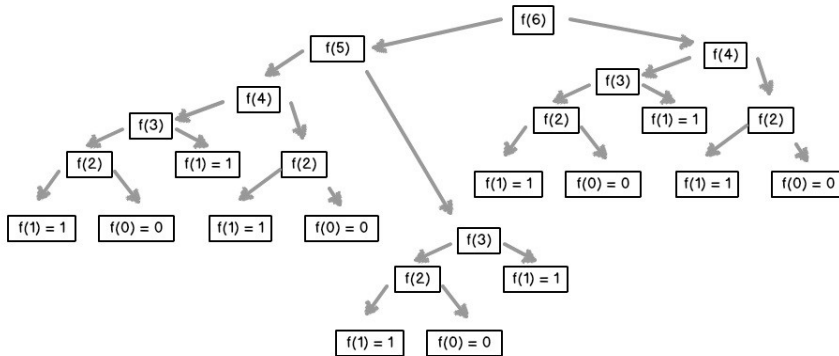 f(6)
f(5)
f(4)
f(3)
f(4)
f(3)
f(2)
f(1) = 1
f(2)
f(2)
f(1) = 1
f(2)
f(1) = 1
f(0) = 0
f(1) = 1
f(0) = 0
f(1) = 1
f(0) = 0
f(1) = 1
f(0) = 0
f(3)
f(2)
f(1) = 1
f(1) = 1
f(0) = 0